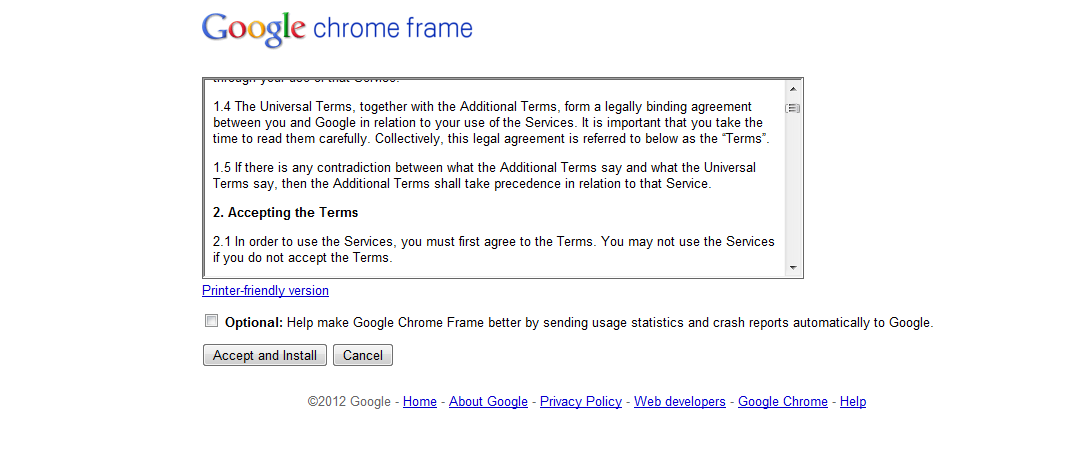 Google chrome frame
through your use of that Service.
1.4 The Universal Terms, together with the Additional Terms, form a legally binding agreement
between you and Google in relation to your use of the Services. It is important that you take the
time to read them carefully. Collectively, this legal agreement is referred to below as the “Terms”.
1.5 If there is any contradiction between what the Additional Terms say and what the Universal
Terms say, then the Additional Terms shall take precedence in relation to that Service.
2. Accepting the Terms
2.1 In order to use the Services, you must first agree to the Terms. You may not use the Services
if you do not accept the Terms.
Printer-friendly version
Optional: Help make Google Chrome Frame better by sending usage statistics and crash reports automatically to Google.
Accept and Install Cancel
©2012 Google - Home - About Google - Privacy Policy - Web developers - Google Chrome - Help